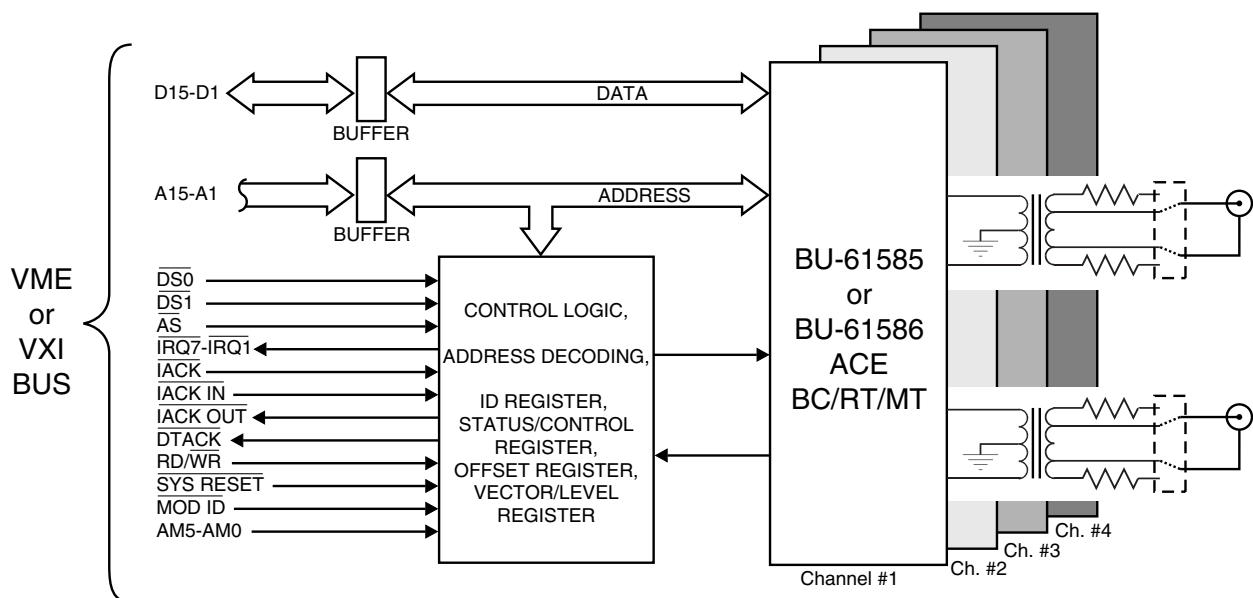 VME
or
VXI
BUS
D15-D1
BUFFER
DATA
A15-A1
BUFFER
ADDRESS
DS0
DS1
AS
IRQ7-IRQ1
IACK
IACK IN
IACK OUT
DTACK
RD/WR
SYS RESET
MOD ID
AM5-AM0
CONTROL LOGIC,
ADDRESS DECODING,
ID REGISTER,
STATUS/CONTROL
REGISTER,
OFFSET REGISTER,
VECTOR/LEVEL
REGISTER
BU-61585
or
BU-61586
ACE
BC/RT/MT
Channel #1
Ch. #2
Ch. #3
Ch. #4